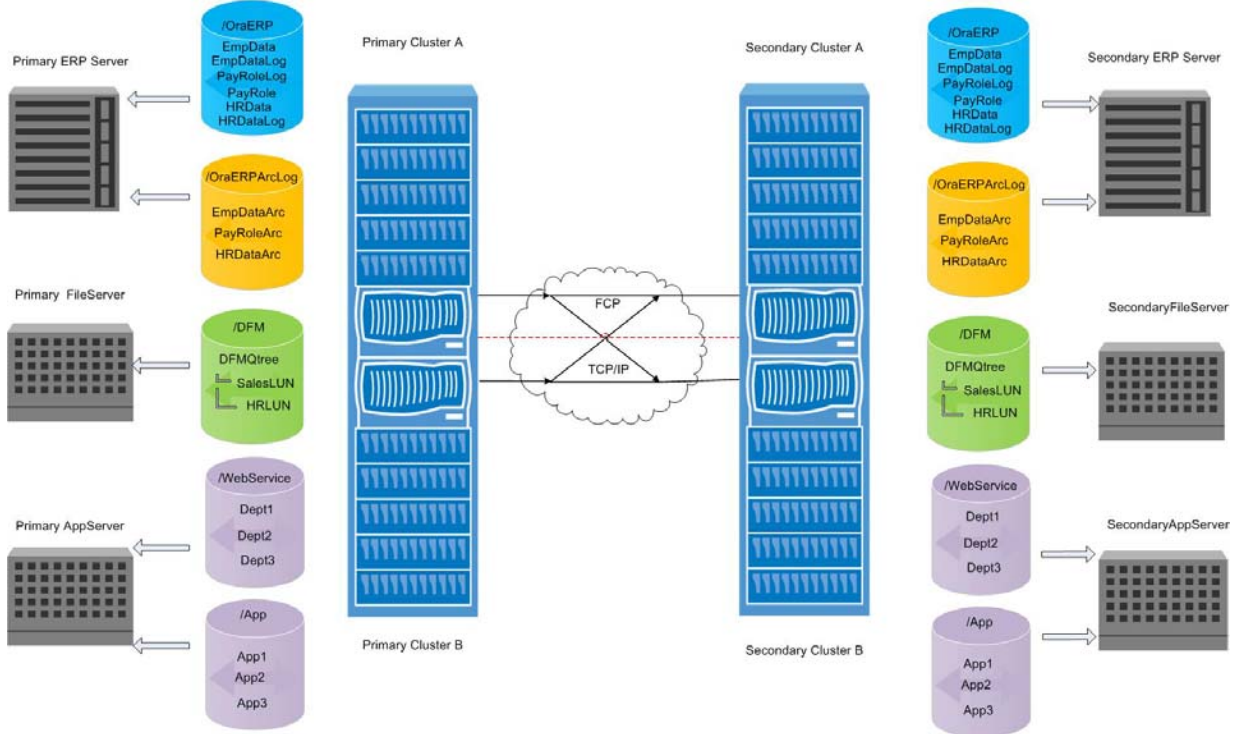 Primary ERP Server
/OraERP
EmpData
EmpDataLog
PayRoleLog
PayRole
HRData
HRDataLog
/OraERPArcLog
EmpDataArc
PayRoleArc
HRDataArc
Primary FileServer
/DFM
DFMQtree
SalesLUN
HRLUN
Primary AppServer
/WebService
Dept1
Dept2
Dept3
/App
App1
App2
App3
Primary Cluster A
Primary Cluster B
FCP
TCP/IP
Secondary Cluster A
Secondary Cluster B
/OraERP
EmpData
EmpDataLog
PayRoleLog
PayRole
HRData
HRDataLog
Secondary ERP Server
/OraERPArcLog
EmpDataArc
PayRoleArc
HRDataArc
/DFM
DFMQtree
SalesLUN
HRLUN
SecondaryFileServer
/WebService
Dept1
Dept2
Dept3
SecondaryAppServer
/App
App1
App2
App3